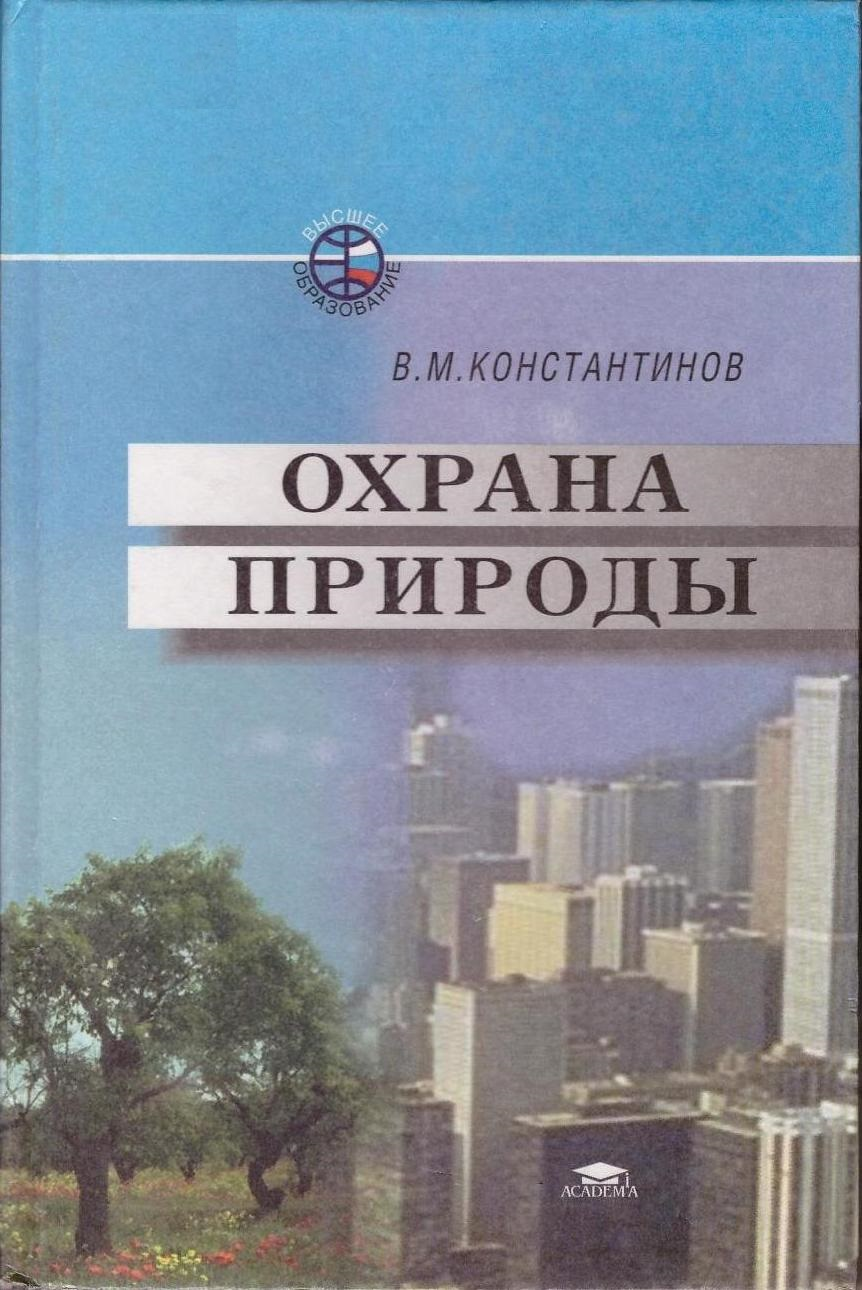 ВЫСШЕЕ
ОБРАЗОВАНИЕ
В.М.КОНСТАНТИНОВ
ОХРАНА
ПРИРОДЫ
ACADEMA